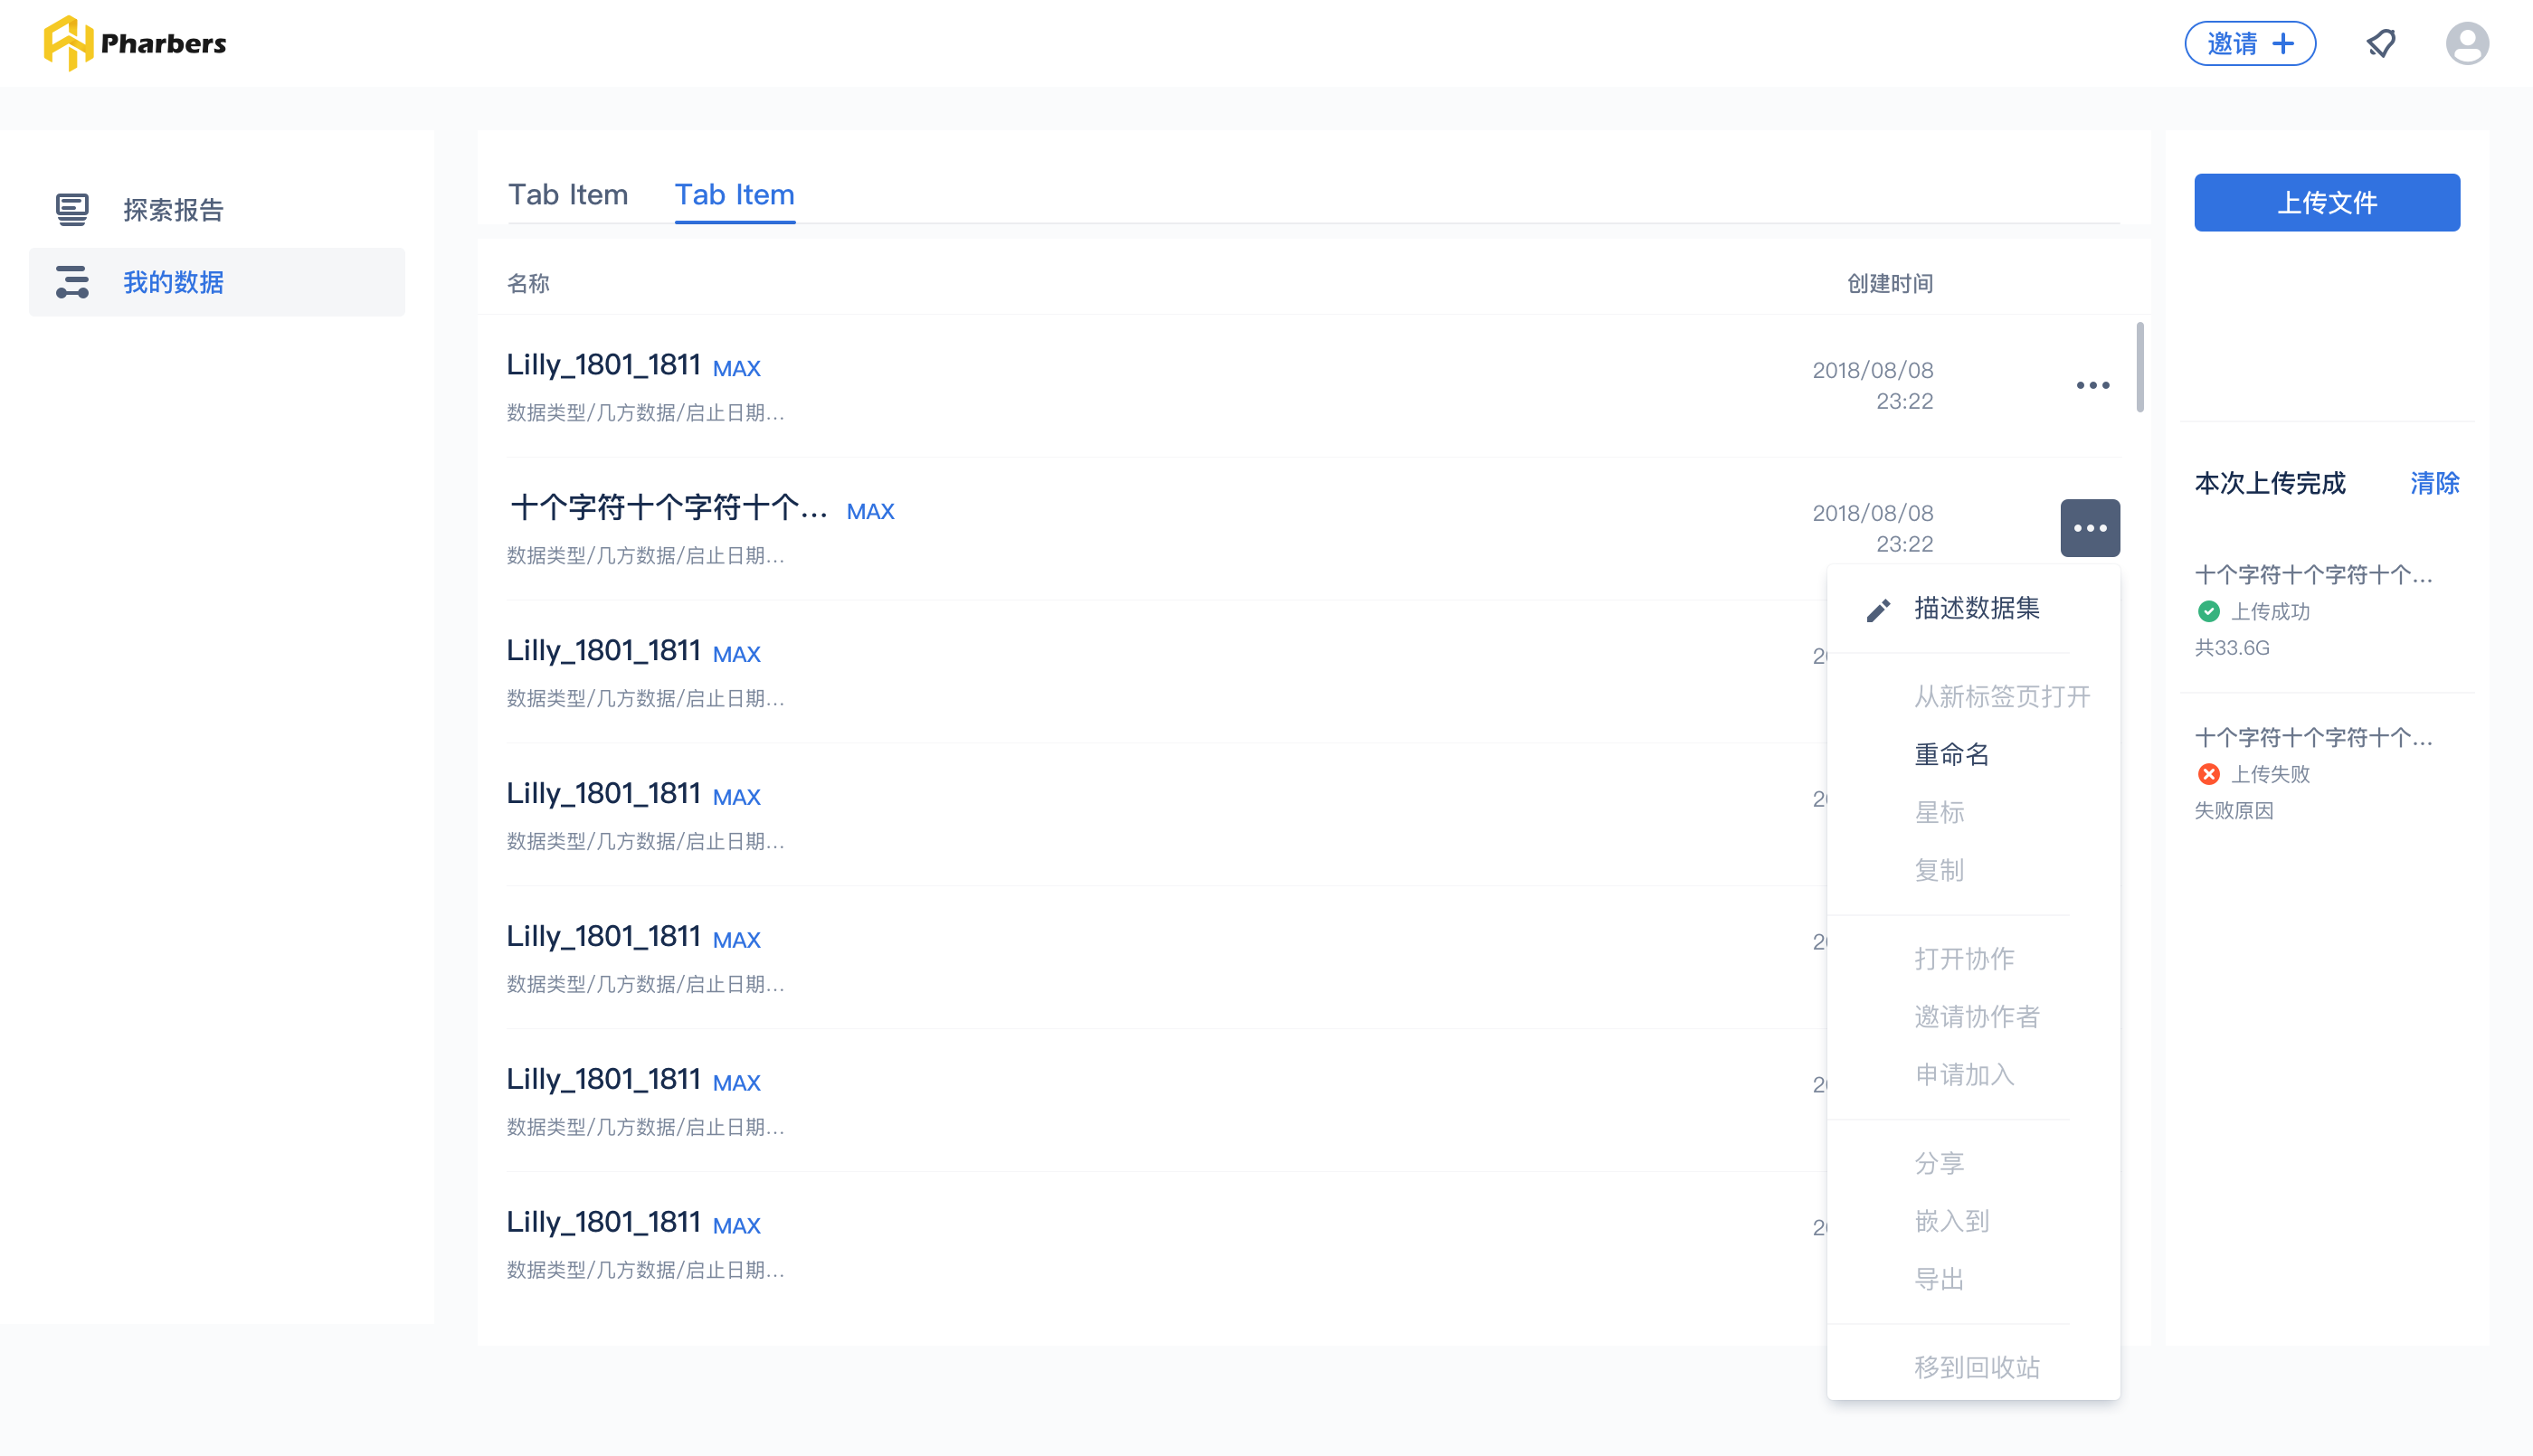 Pharbers
邀请
探索报告
我的数据
Tab Item
Tab Item
名称
创建时间
Lilly_1801_1811 MAX
数据类型/几方数据/启止日期...
2018/08/08
23:22
十个字符十个字符十个... MAX
数据类型/几方数据/启止日期...
2018/08/08
23:22
Lilly_1801_1811 MAX
数据类型/几方数据/启止日期...
Lilly_1801_1811 MAX
数据类型/几方数据/启止日期...
Lilly_1801_1811 MAX
数据类型/几方数据/启止日期...
Lilly_1801_1811 MAX
数据类型/几方数据/启止日期...
Lilly_1801_1811 MAX
数据类型/几方数据/启止日期...
描述数据集
从新标签页打开
重命名
星标
复制
打开协作
邀请协作者
申请加入
分享
嵌入到
导出
移到回收站
上传文件
本次上传完成
清除
十个字符十个字符十个...
上传成功
共33.6G
十个字符十个字符十个...
上传失败
失败原因